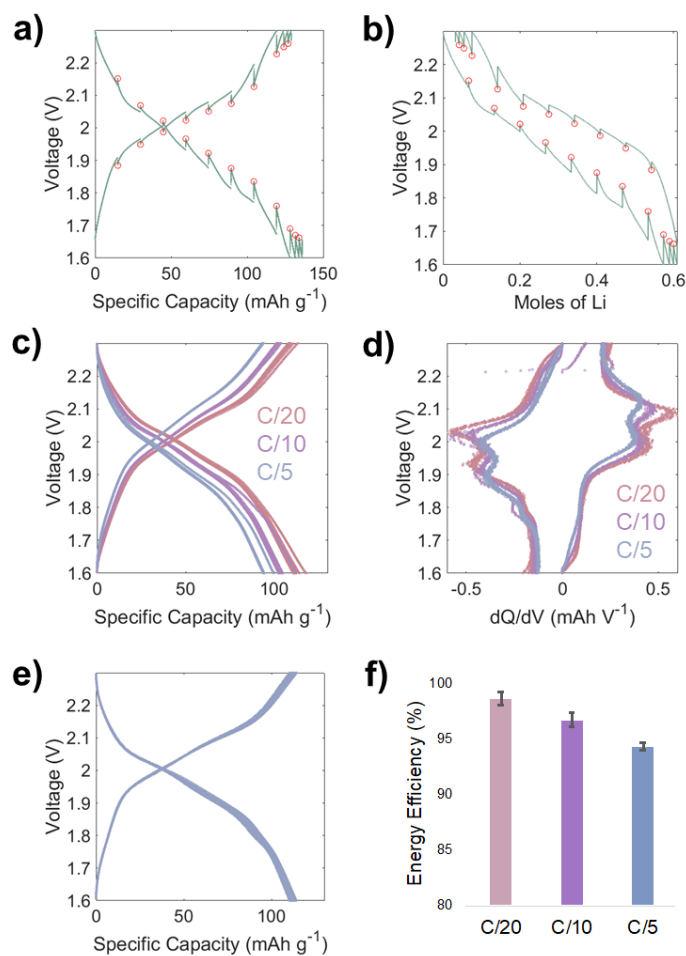 a)
2.2
2.1
2
1.9
1.8
1.7
1.6
Voltage (V)
0
50
100
150
Specific Capacity (mAh g-1)
b)
2.2
2.1
2
1.9
1.8
1.7
1.6
Voltage (V)
0
0.2
0.4
0.6
Moles of Li
c)
2.2
2.1
2
1.9
1.8
1.7
1.6
Voltage (V)
C/20
C/10
C/5
0
50
100
Specific Capacity (mAh g-1)
d)
2.2
2.1
2
1.9
1.8
1.7
1.6
Voltage (V)
C/20
C/10
C/5
-0.5
0
0.5
dQ/dV (mAh V-1)
e)
2.2
2.1
2
1.9
1.8
1.7
1.6
Voltage (V)
0
50
100
Specific Capacity (mAh g-1)
f)
100
95
90
85
80
Energy Efficiency (%)
C/20
C/10
C/5